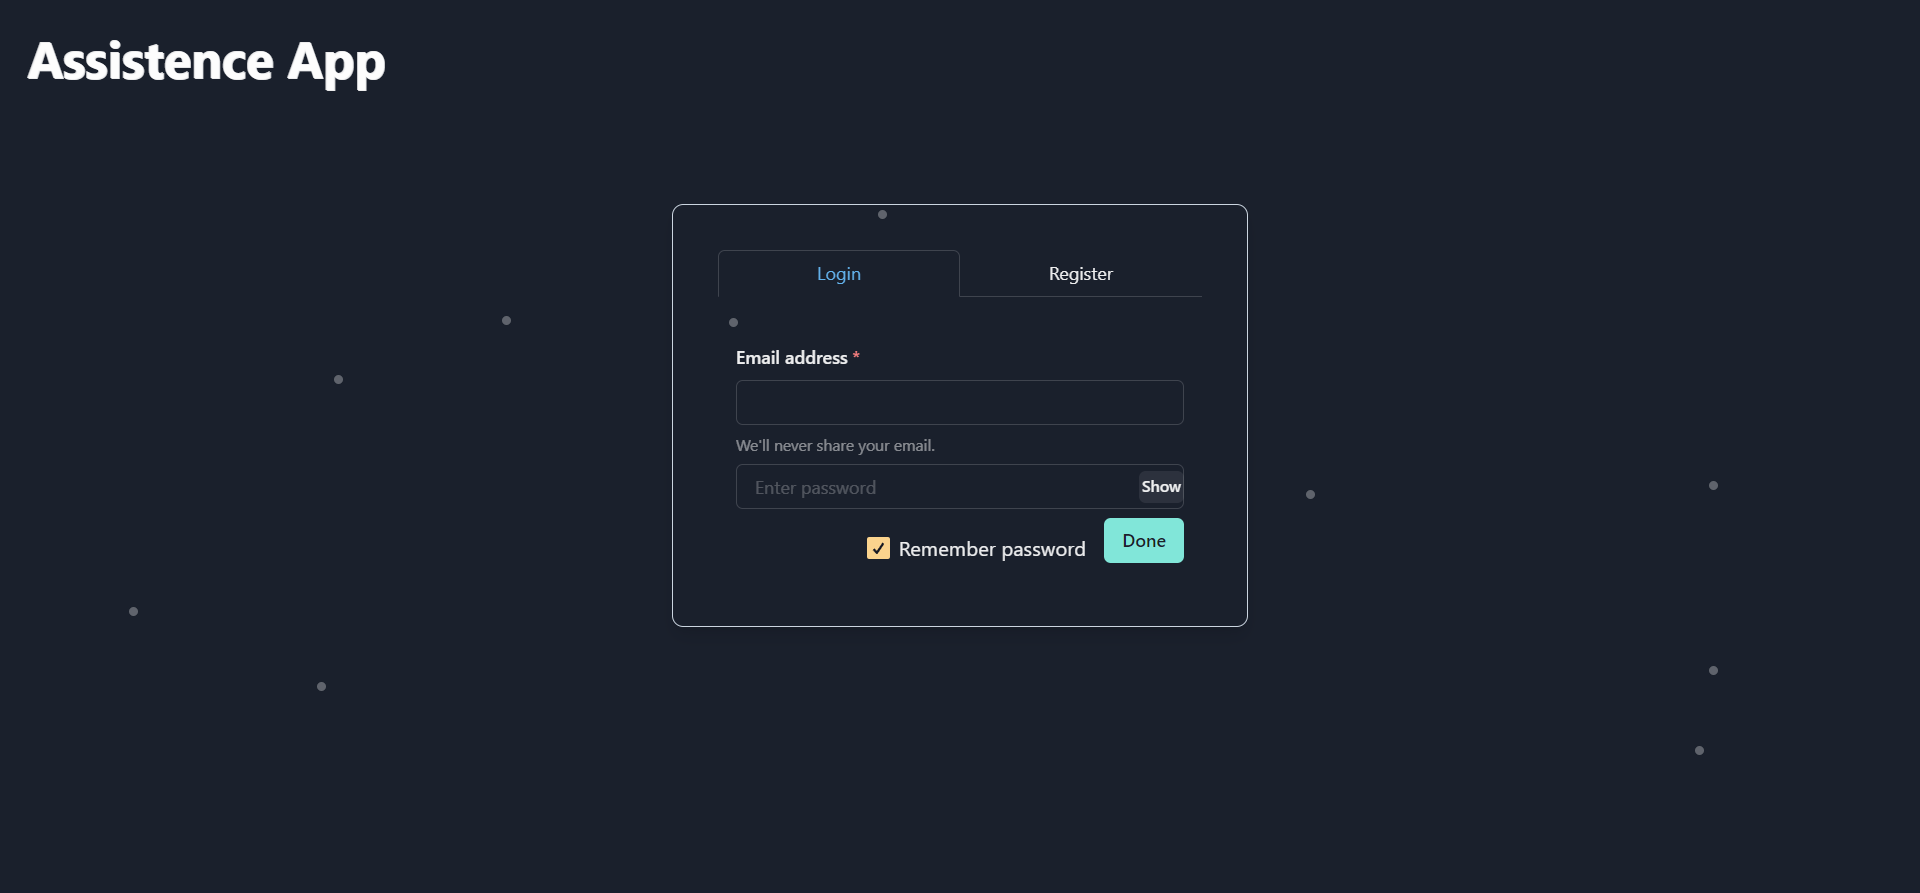 Assistence App
Login Register
Email address *
We'll never share your email.
Enter password Show
Remember password Done